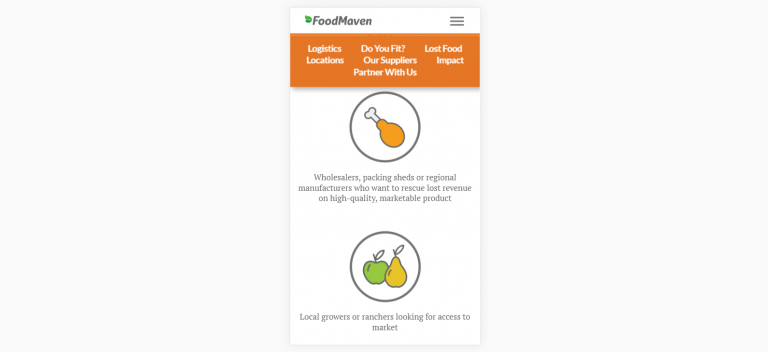 FoodMaven
Logistics Do You Fit? Lost Food
Locations Our Suppliers Impact
Partner With Us
Wholesalers, packing sheds or regional
manufacturers who want to rescue lost revenue
on high-quality, marketable product
Local growers or ranchers looking for access to
market